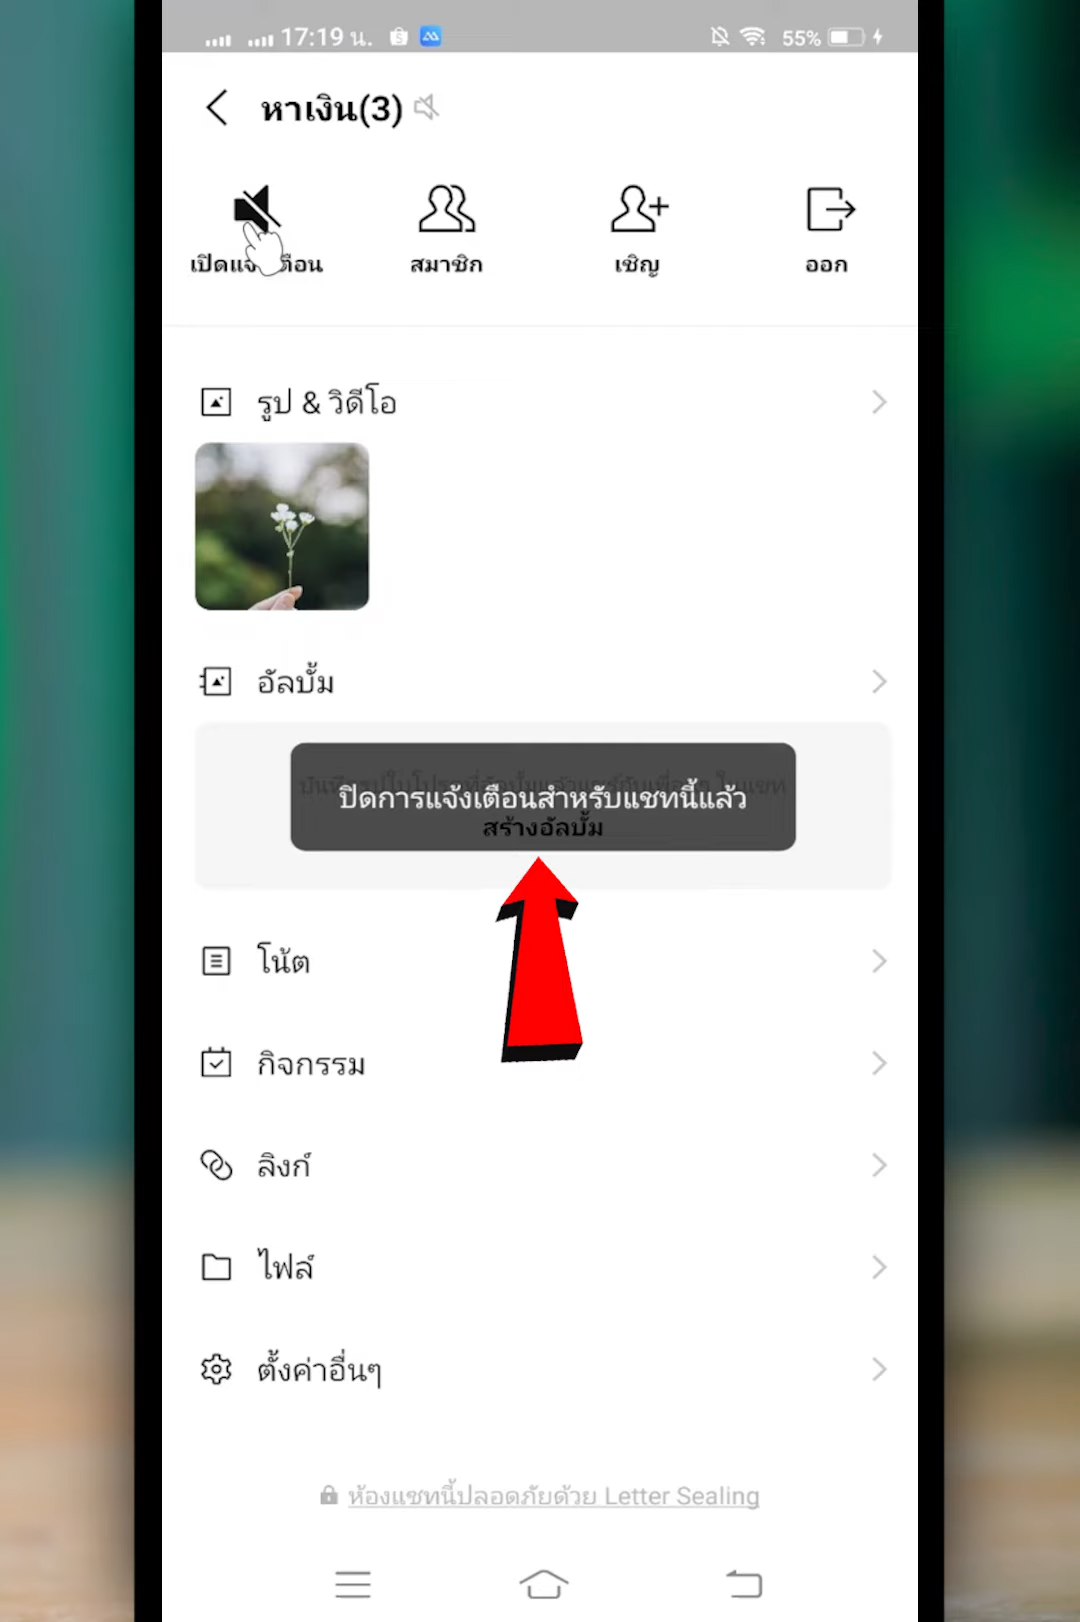 17:19 น.
55%
หาเงิน(3)
เปิดแจ้งเตือน
สมาชิก
เชิญ
ออก
รูป & วิดีโอ
อัลบั้ม
ปิดการแจ้งเตือนสำหรับแชทนี้แล้ว
สร้างอัลบั้ม
โน้ต
กิจกรรม
ลิงก์
ไฟล์
ตั้งค่าอื่นๆ
ห้องแชทนี้ปลอดภัยด้วย Letter Sealing